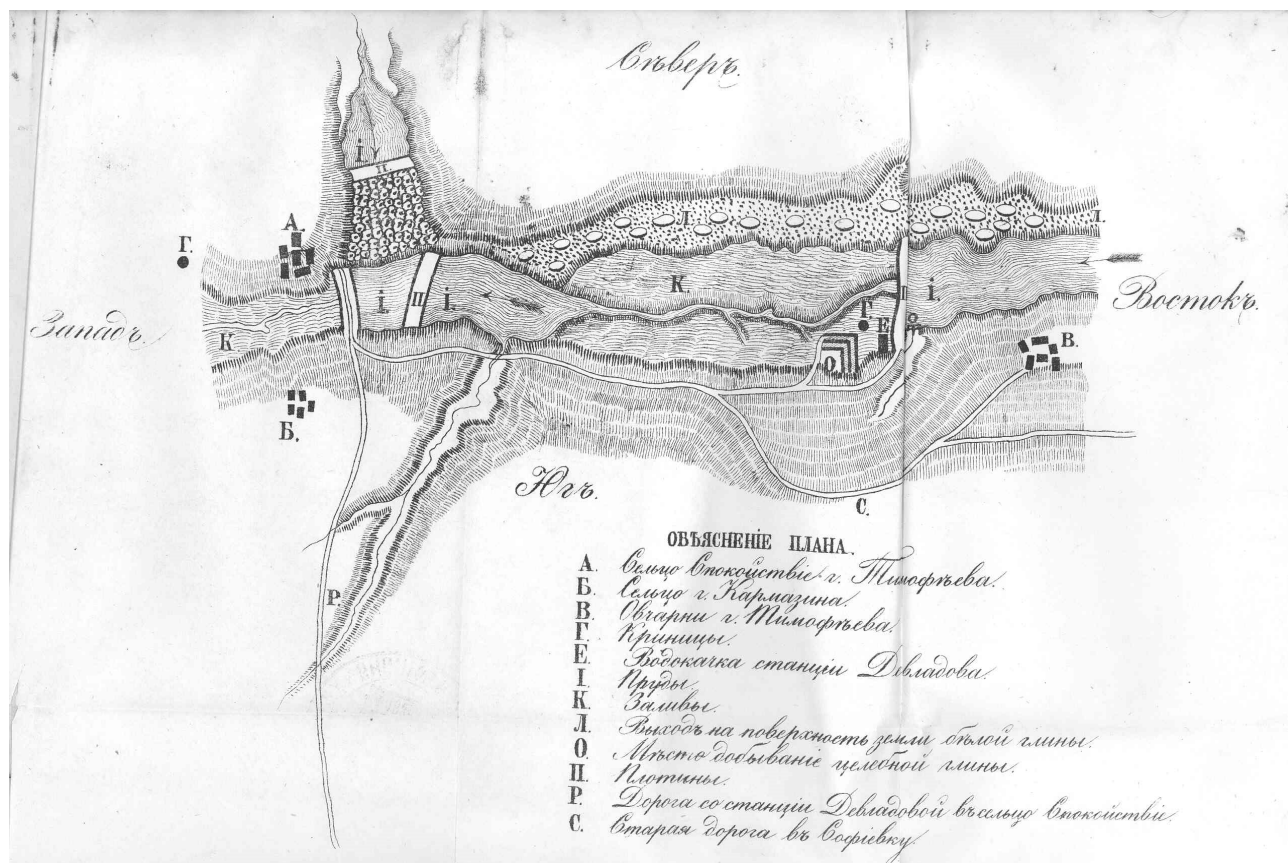 Сѣверъ.
І
П
А.
Г.
Л.
Л.
К.
Востокъ.
Западъ.
І.
П
І.
П
І.
Г.
Е
К
О.
В.
Б.
Югъ.
С.
Р.
ОБЪЯСНЕНІЕ ПЛАНА.
А. Сельцо Спокойствіе г. Тимофѣева.
Б. Сельцо г. Кармазина.
В. Овчарни г. Тимофѣева.
Г. Криницы.
Е. Водокачка станціи Девладова.
І. Пруды.
К. Заливы.
Л. Выходъ на поверхность земли бѣлой глины.
О. Мѣсто добываніе целебной глины.
П. Плотины.
Р. Дорога со станціи Девладовой въ сельцо Спокойствіе.
С. Старая дорога въ Софіевку.